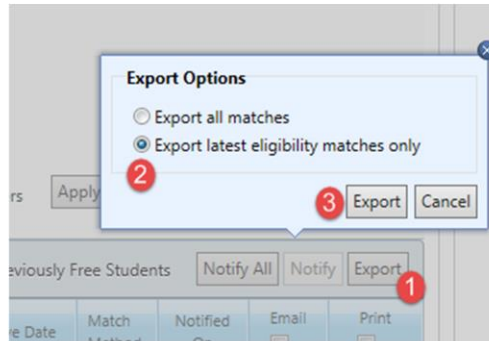 Export Options
Export all matches
Export latest eligibility matches only
2
rs Apply
3 Export Cancel
eviously Free Students Notify All Notify Export
1
ve Date Match Notified Email Print
Method On